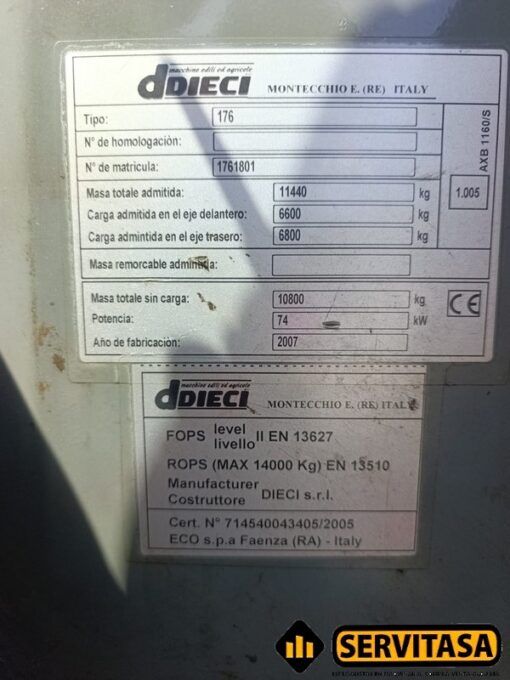 macchine edili ed agricole
dDIECI MONTECCHIO E. (RE) ITALY
Tipo: 176
N° de homologación:
N° de matricula: 1761801
AXB 1160/S
Masa totale admitida: 11440 kg
1.005
Carga admitida en el eje delantero: 6600 kg
Carga admintida en el eje trasero: 6800 kg
Masa remorcable admintida:
Masa totale sin carga: 10800 kg
CE
Potencia: 74 kW
Año de fabricación: 2007
macchine edili ed agricole
dDIECI MONTECCHIO E. (RE) ITALY
FOPS level livello II EN 13627
ROPS (MAX 14000 Kg) EN 13510
Manufacturer
Costruttore DIECI s.r.l.
Cert. N° 714540043405/2005
ECO s.p.a Faenza (RA) - Italy
SERVITASA